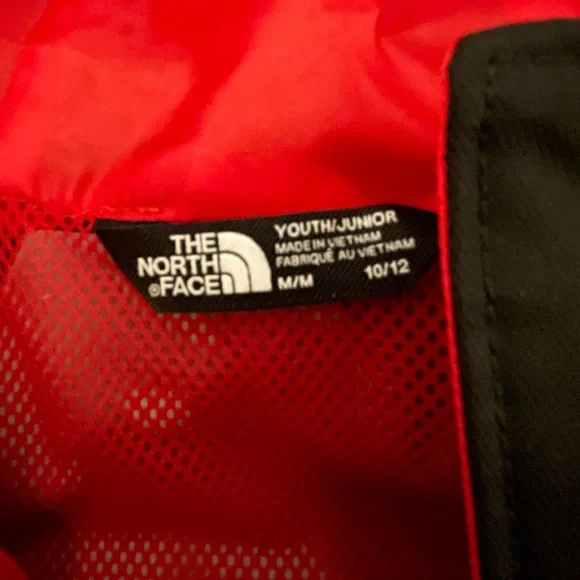 THE
NORTH
®FACE
YOUTH/JUNIOR
MADE IN VIETNAM
FABRIQUÉ AU VIETNAM
M/M 10/12